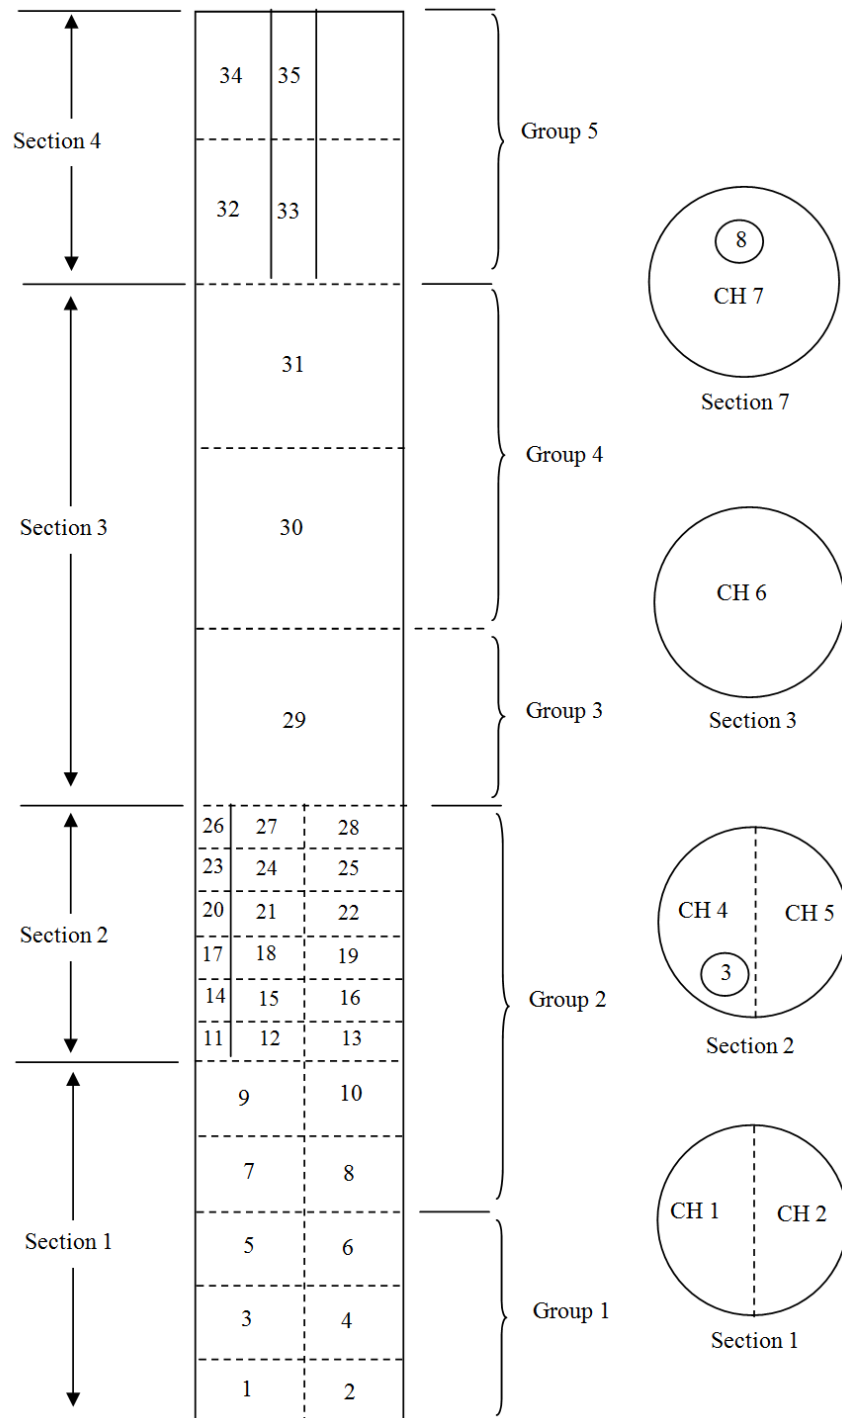 34 35
Group 5
Section 4
32 33
8
CH 7
Section 7
31
Group 4
Section 3
30
CH 6
Section 3
29
Group 3
26 27 28
23 24 25
20 21 22
CH 4 CH 5
Section 2
17 18 19
3
14 15 16
Group 2
11 12 13
Section 2
9 10
7 8
CH 1 CH 2
Section 1
5 6
3 4
Group 1
Section 1
1 2